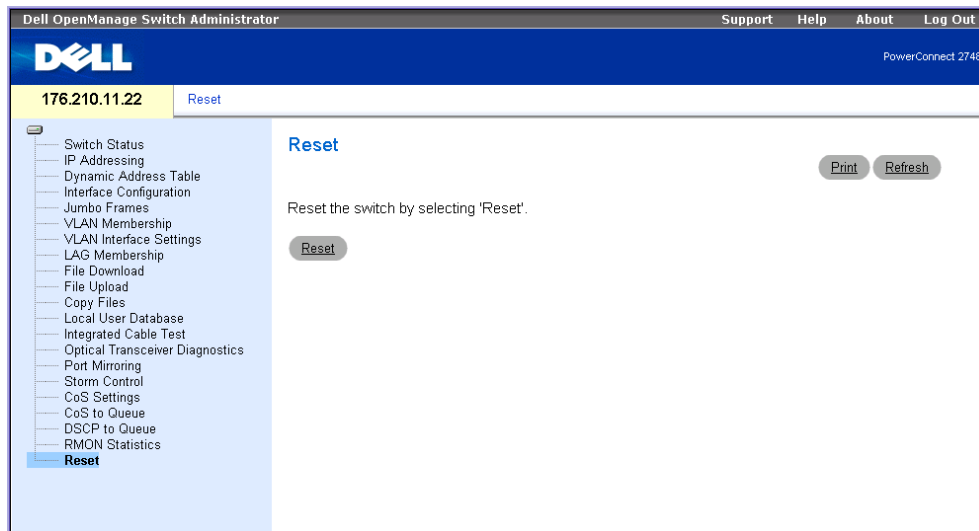 Dell OpenManage Switch Administrator Support Help About Log Out
DELL
PowerConnect 2748
176.210.11.22 Reset
Switch Status
IP Addressing
Dynamic Address Table
Interface Configuration
Jumbo Frames
VLAN Membership
VLAN Interface Settings
LAG Membership
File Download
File Upload
Copy Files
Local User Database
Integrated Cable Test
Optical Transceiver Diagnostics
Port Mirroring
Storm Control
CoS Settings
CoS to Queue
DSCP to Queue
RMON Statistics
Reset
Reset
Print Refresh
Reset the switch by selecting 'Reset'.
Reset